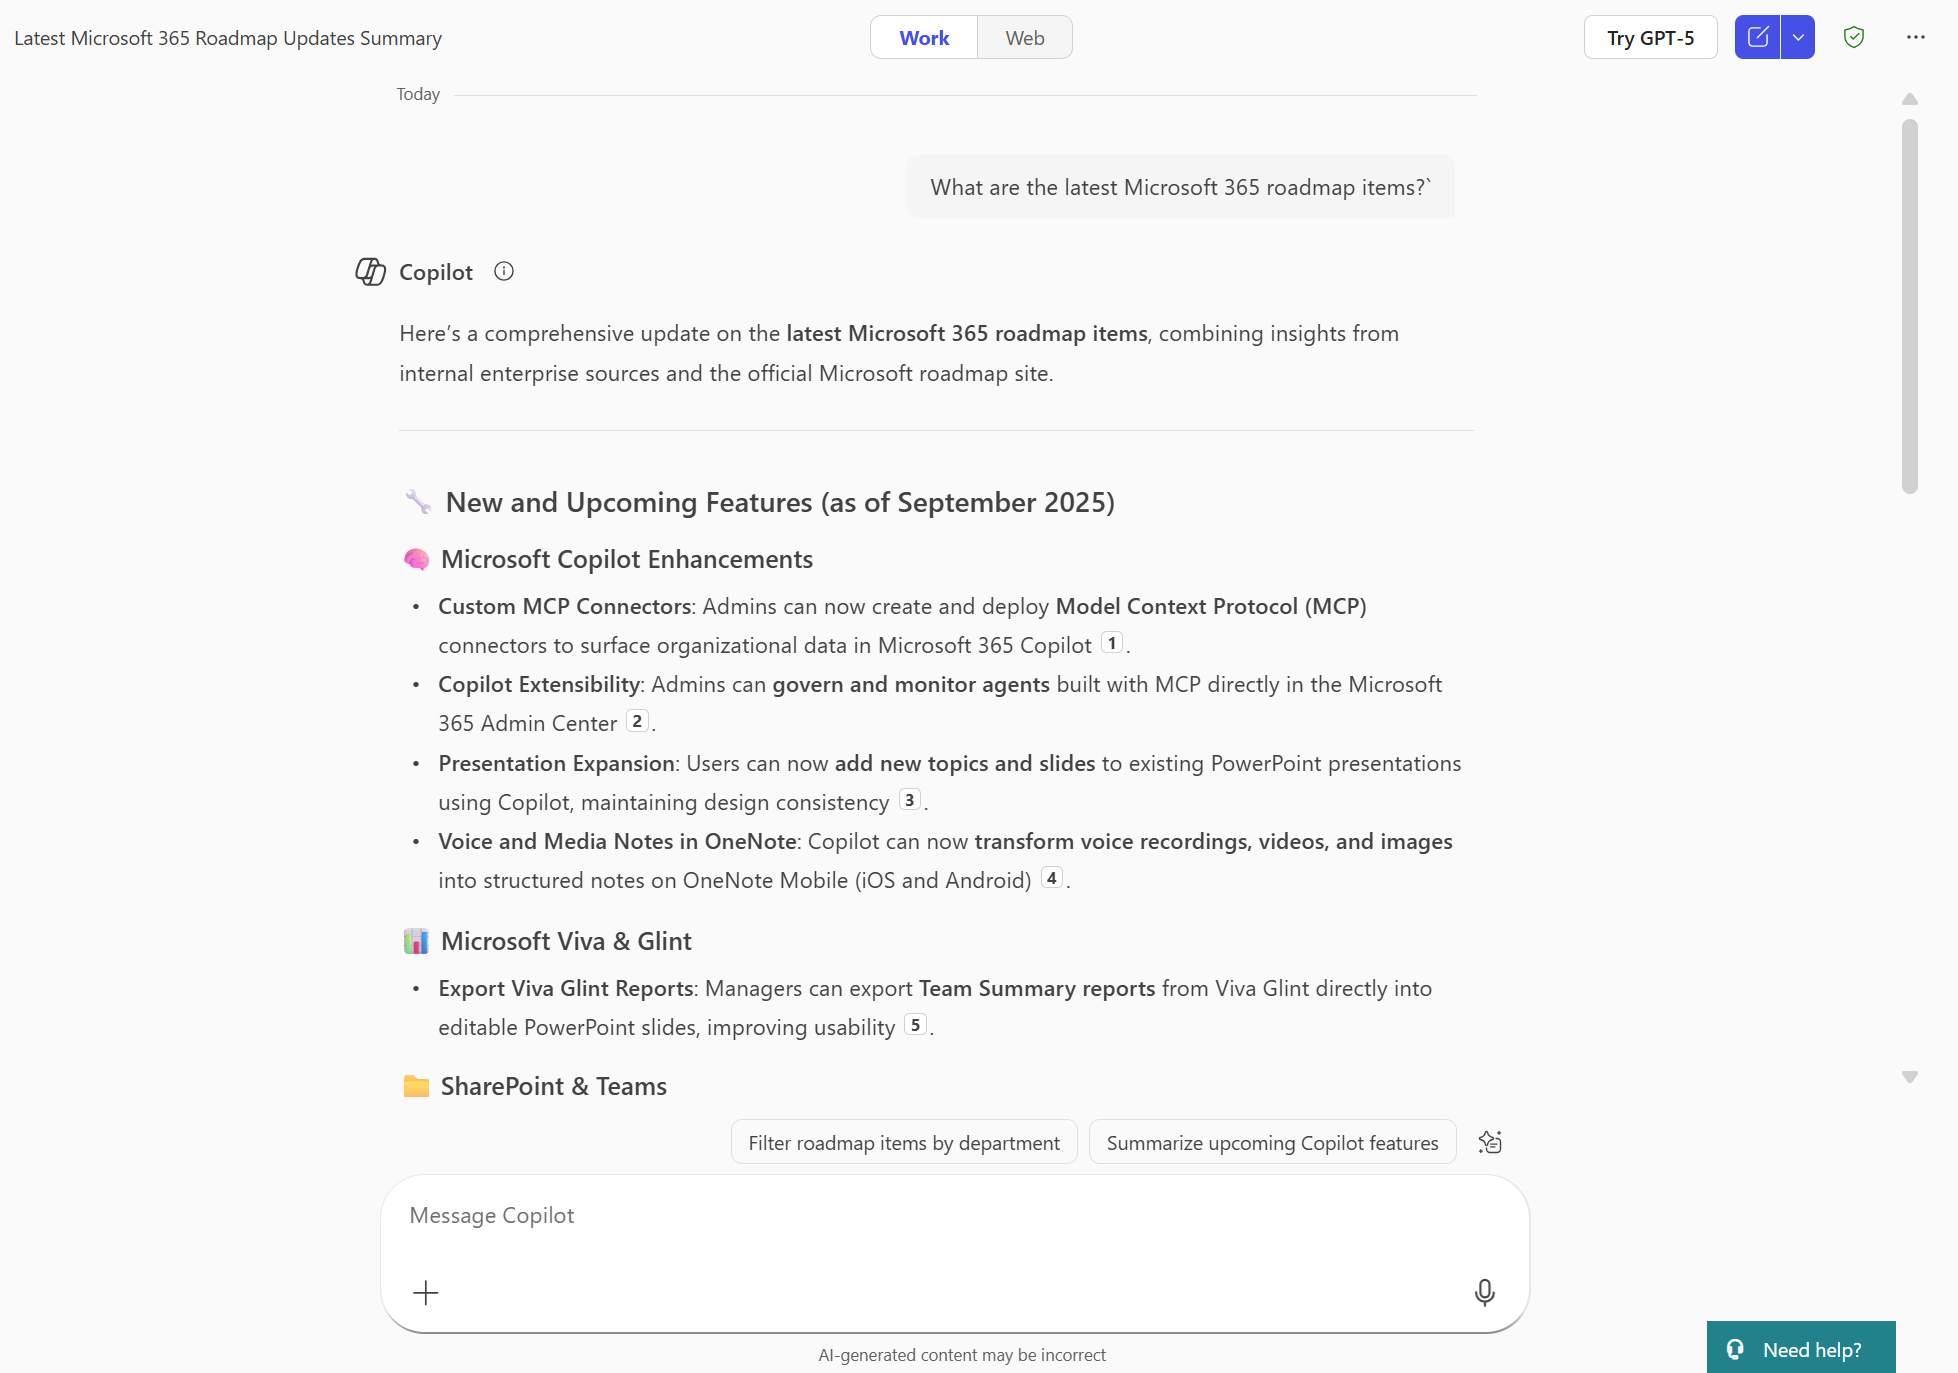 Latest Microsoft 365 Roadmap Updates Summary
Work
Web
Try GPT-5
Today
What are the latest Microsoft 365 roadmap items?`
Copilot
Here’s a comprehensive update on the latest Microsoft 365 roadmap items, combining insights from
internal enterprise sources and the official Microsoft roadmap site.
New and Upcoming Features (as of September 2025)
Microsoft Copilot Enhancements
• Custom MCP Connectors: Admins can now create and deploy Model Context Protocol (MCP)
connectors to surface organizational data in Microsoft 365 Copilot 1.
• Copilot Extensibility: Admins can govern and monitor agents built with MCP directly in the Microsoft
365 Admin Center 2.
• Presentation Expansion: Users can now add new topics and slides to existing PowerPoint presentations
using Copilot, maintaining design consistency 3.
• Voice and Media Notes in OneNote: Copilot can now transform voice recordings, videos, and images
into structured notes on OneNote Mobile (iOS and Android) 4.
Microsoft Viva & Glint
• Export Viva Glint Reports: Managers can export Team Summary reports from Viva Glint directly into
editable PowerPoint slides, improving usability 5.
SharePoint & Teams
Filter roadmap items by department
Summarize upcoming Copilot features
Message Copilot
AI-generated content may be incorrect
Need help?